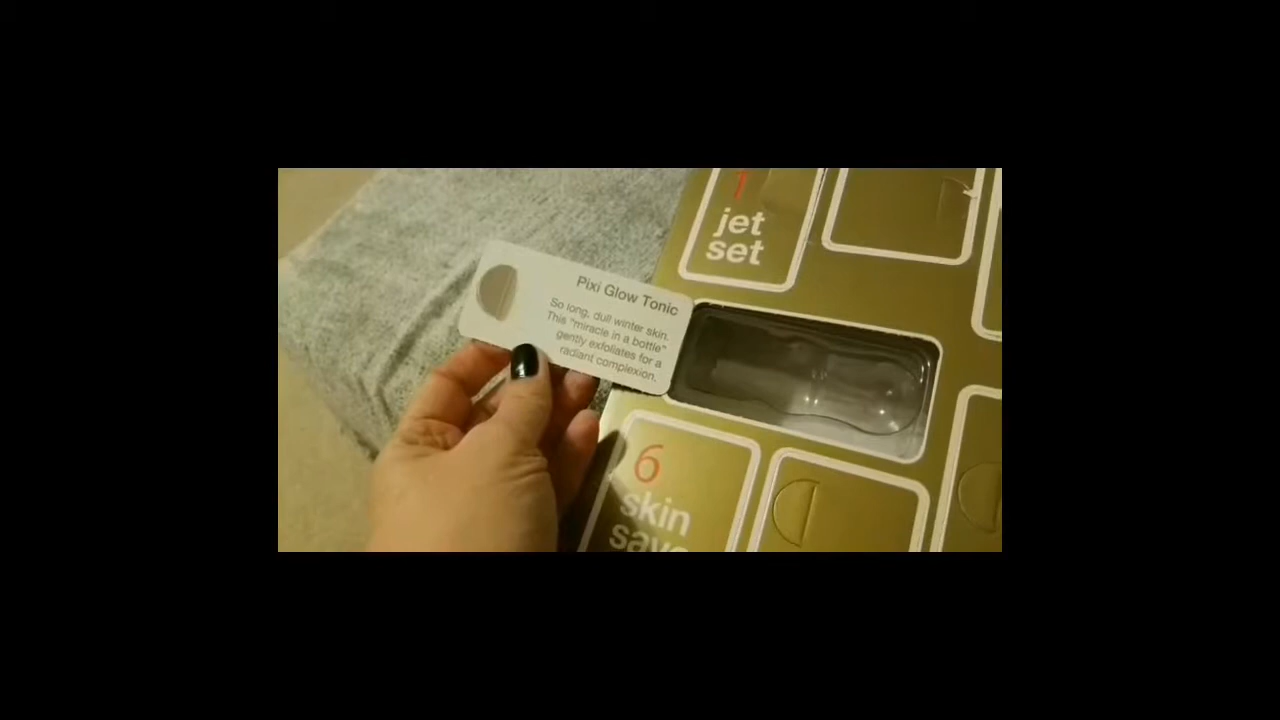 1
jet
set
Pixi Glow Tonic
So long, dull winter skin.
This "miracle in a bottle"
gently exfoliates for a
radiant complexion.
6
skin